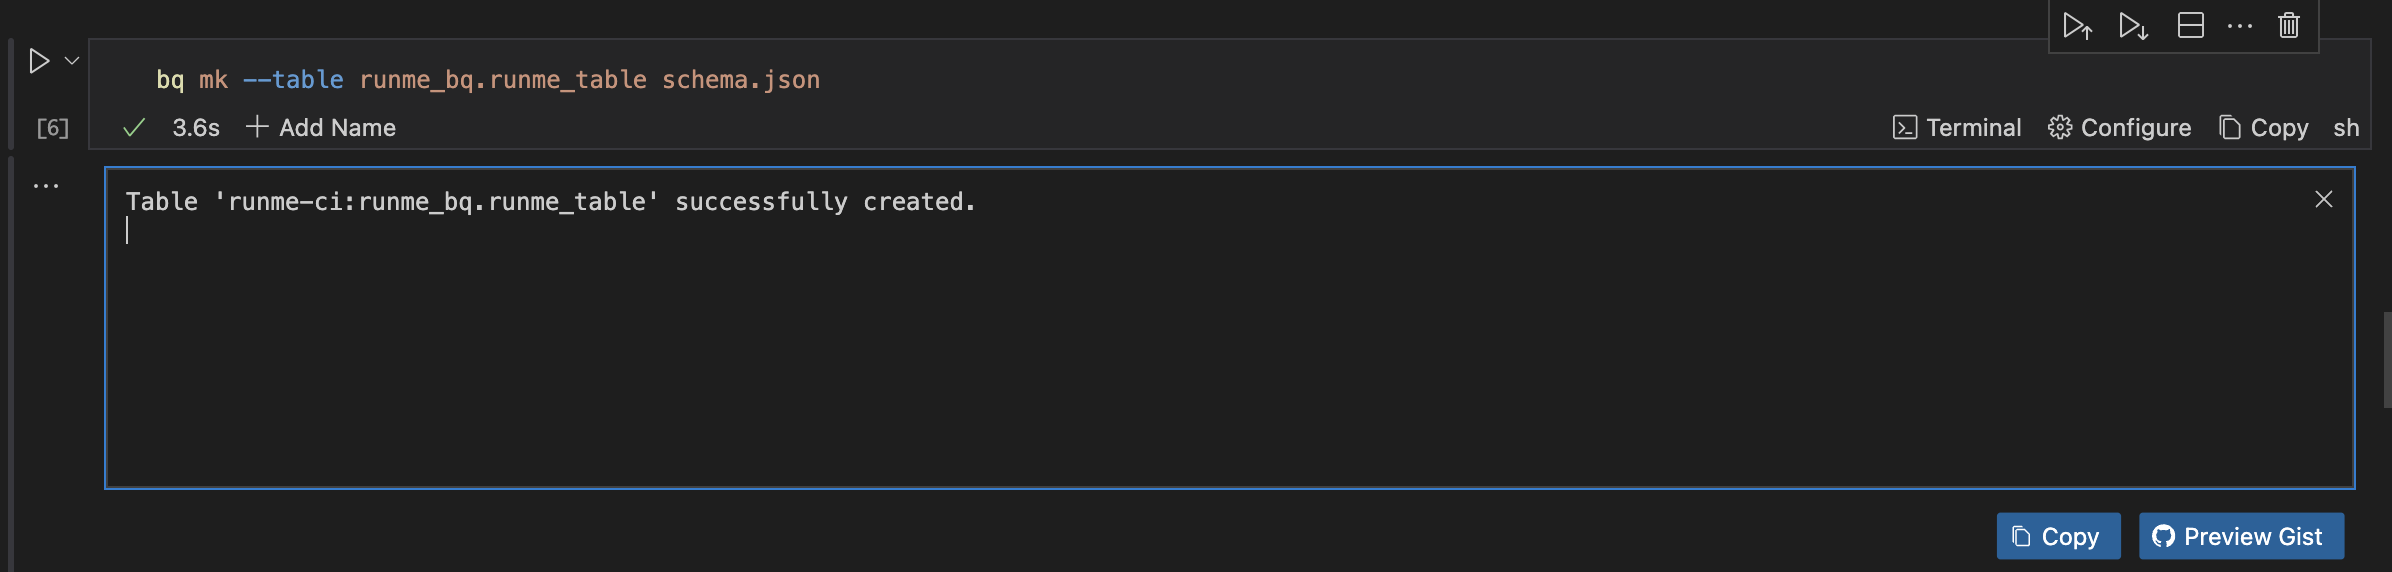 bq mk --table runme_bq.runme_table schema.json
[6] 3.6s Add Name Terminal Configure Copy sh
Table 'runme-ci:runme_bq.runme_table' successfully created.
Copy Preview Gist